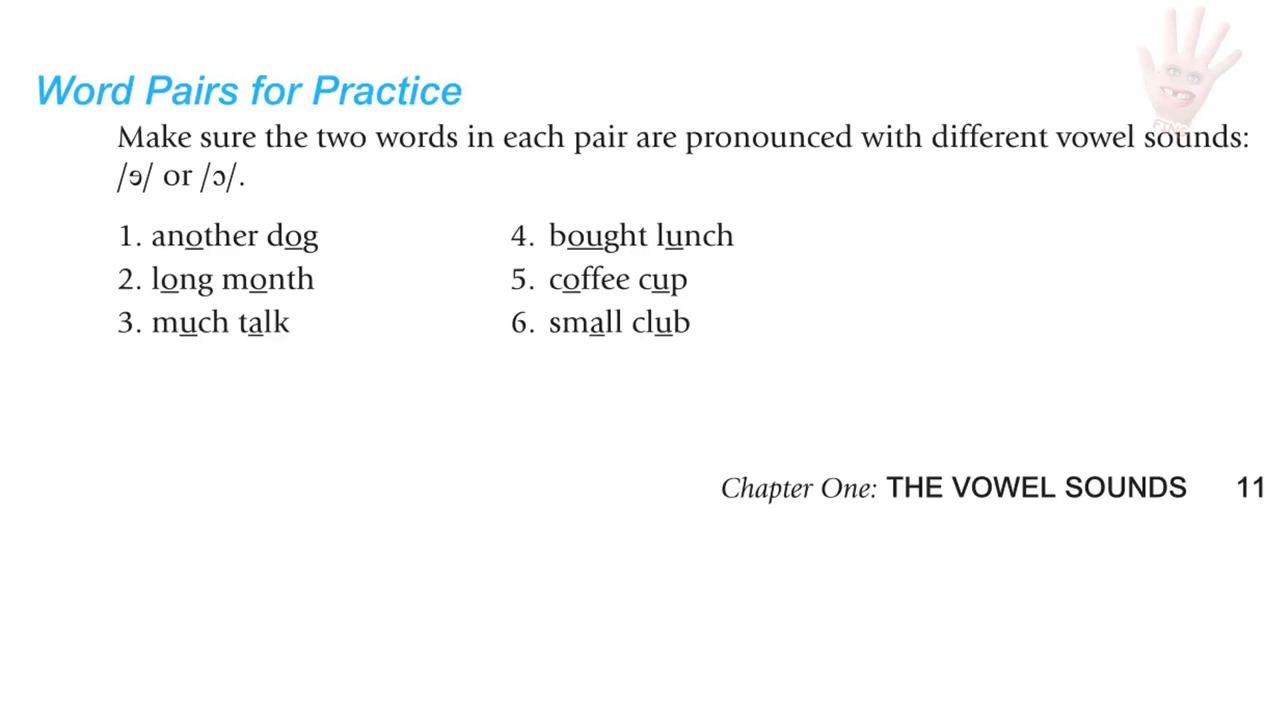 Word Pairs for Practice
Make sure the two words in each pair are pronounced with different vowel sounds:
/ɘ/ or /ɔ/.
1. another dog
2. long month
3. much talk
4. bought lunch
5. coffee cup
6. small club
Chapter One: THE VOWEL SOUNDS 11